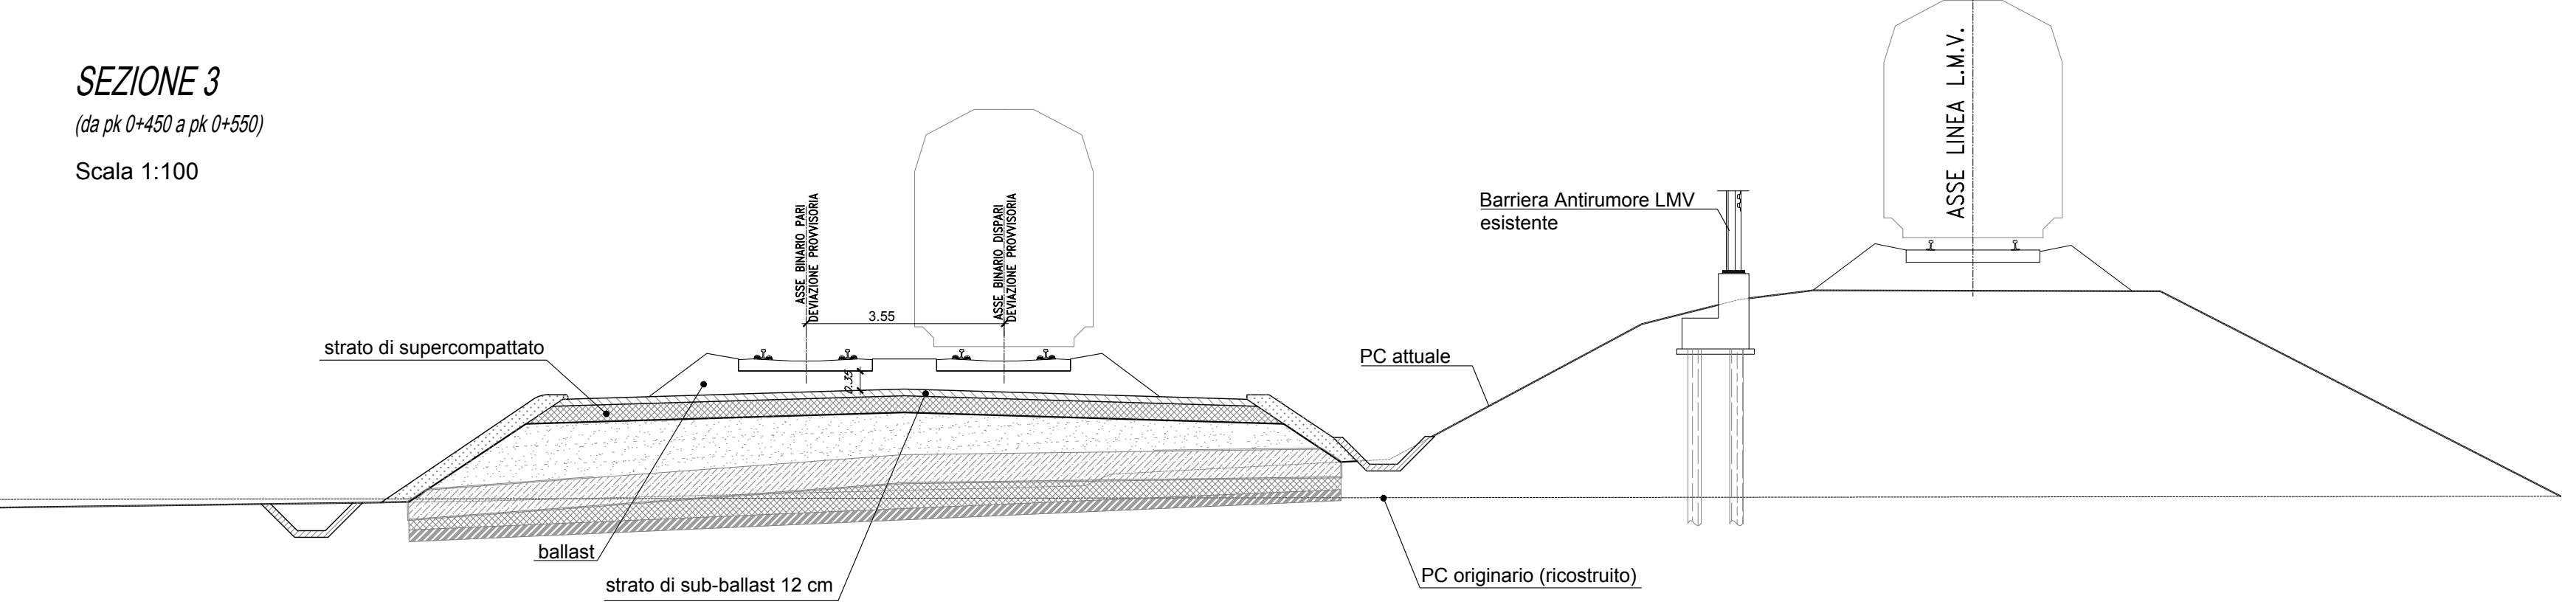 SEZIONE 3
(da pk 0+450 a pk 0+550)
Scala 1:100
ASSE BINARIO PARI
DEVIAZIONE PROVVISORIA
ASSE BINARIO DISPARI
DEVIAZIONE PROVVISORIA
3.55
0.35
strato di supercompattato
ballast
strato di sub-ballast 12 cm
PC attuale
Barriera Antirumore LMV
esistente
ASSE LINEA L.M.V.
PC originario (ricostruito)